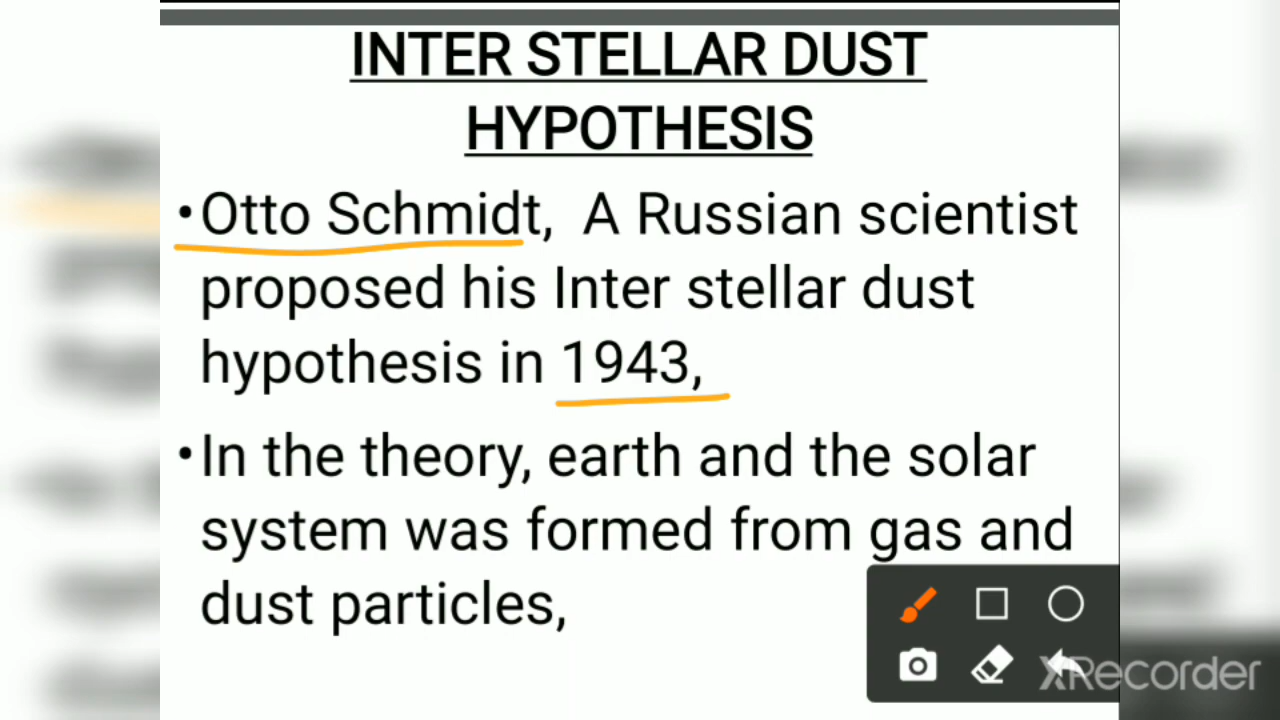 INTER STELLAR DUST
HYPOTHESIS
•Otto Schmidt, A Russian scientist
proposed his Inter stellar dust
hypothesis in 1943,
•In the theory, earth and the solar
system was formed from gas and
dust particles,
XRecorder